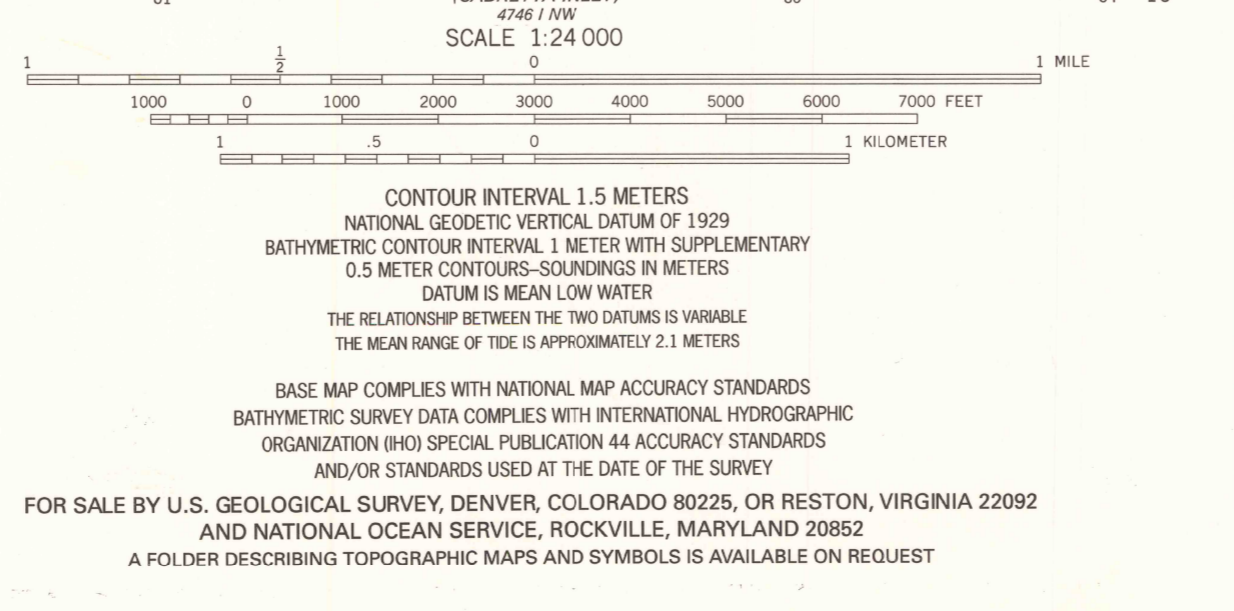 4746 I NW
SCALE 1:24 000
1 1/2 0 1 MILE
1000 0 1000 2000 3000 4000 5000 6000 7000 FEET
1 .5 0 1 KILOMETER
CONTOUR INTERVAL 1.5 METERS
NATIONAL GEODETIC VERTICAL DATUM OF 1929
BATHYMETRIC CONTOUR INTERVAL 1 METER WITH SUPPLEMENTARY
0.5 METER CONTOURS–SOUNDINGS IN METERS
DATUM IS MEAN LOW WATER
THE RELATIONSHIP BETWEEN THE TWO DATUMS IS VARIABLE
THE MEAN RANGE OF TIDE IS APPROXIMATELY 2.1 METERS
BASE MAP COMPLIES WITH NATIONAL MAP ACCURACY STANDARDS
BATHYMETRIC SURVEY DATA COMPLIES WITH INTERNATIONAL HYDROGRAPHIC
ORGANIZATION (IHO) SPECIAL PUBLICATION 44 ACCURACY STANDARDS
AND/OR STANDARDS USED AT THE DATE OF THE SURVEY
FOR SALE BY U.S. GEOLOGICAL SURVEY, DENVER, COLORADO 80225, OR RESTON, VIRGINIA 22092
AND NATIONAL OCEAN SERVICE, ROCKVILLE, MARYLAND 20852
A FOLDER DESCRIBING TOPOGRAPHIC MAPS AND SYMBOLS IS AVAILABLE ON REQUEST